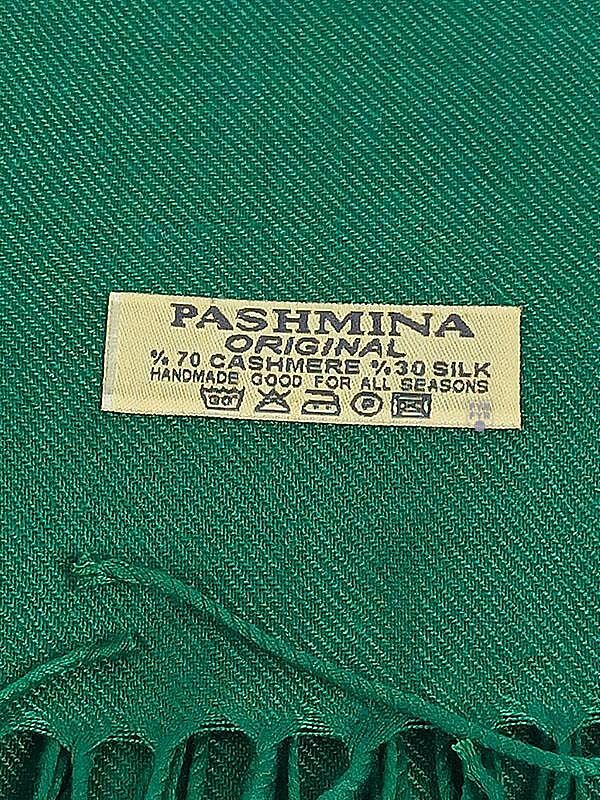 PASHMINA
ORIGINAL
% 70 CASHMERE % 30 SILK
HANDMADE GOOD FOR ALL SEASONS